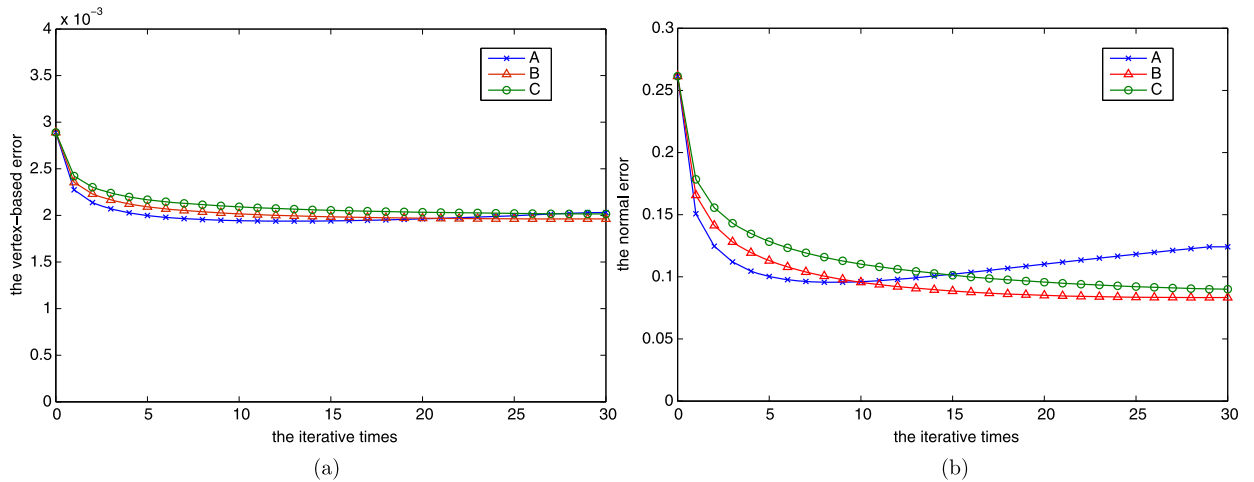 x 10⁻³
4
3.5
3
2.5
2
1.5
1
0.5
0
0 5 10 15 20 25 30
the vertex−based error
the iterative times
A
B
C
(a)
0.3
0.25
0.2
0.15
0.1
0.05
0
0 5 10 15 20 25 30
the normal error
the iterative times
A
B
C
(b)